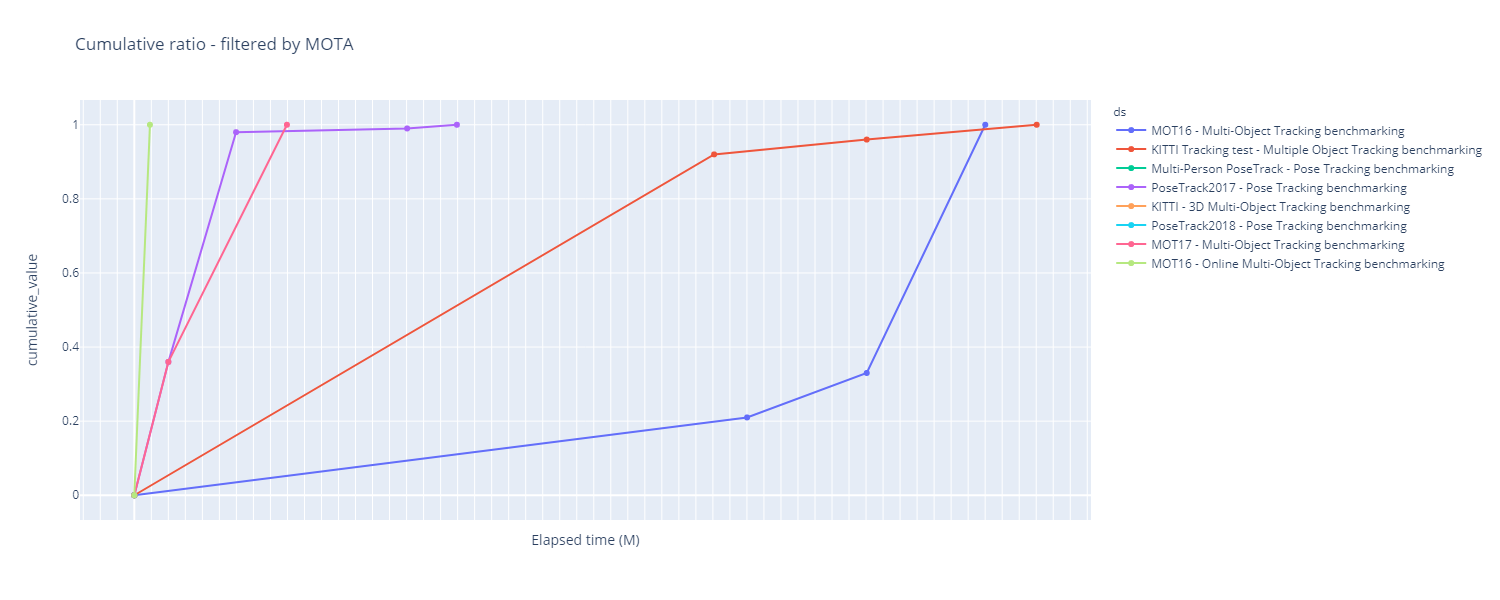 Cumulative ratio - filtered by MOTA
cumulative_value
1
0.8
0.6
0.4
0.2
0
Elapsed time (M)
ds
MOT16 - Multi-Object Tracking benchmarking
KITTI Tracking test - Multiple Object Tracking benchmarking
Multi-Person PoseTrack - Pose Tracking benchmarking
PoseTrack2017 - Pose Tracking benchmarking
KITTI - 3D Multi-Object Tracking benchmarking
PoseTrack2018 - Pose Tracking benchmarking
MOT17 - Multi-Object Tracking benchmarking
MOT16 - Online Multi-Object Tracking benchmarking